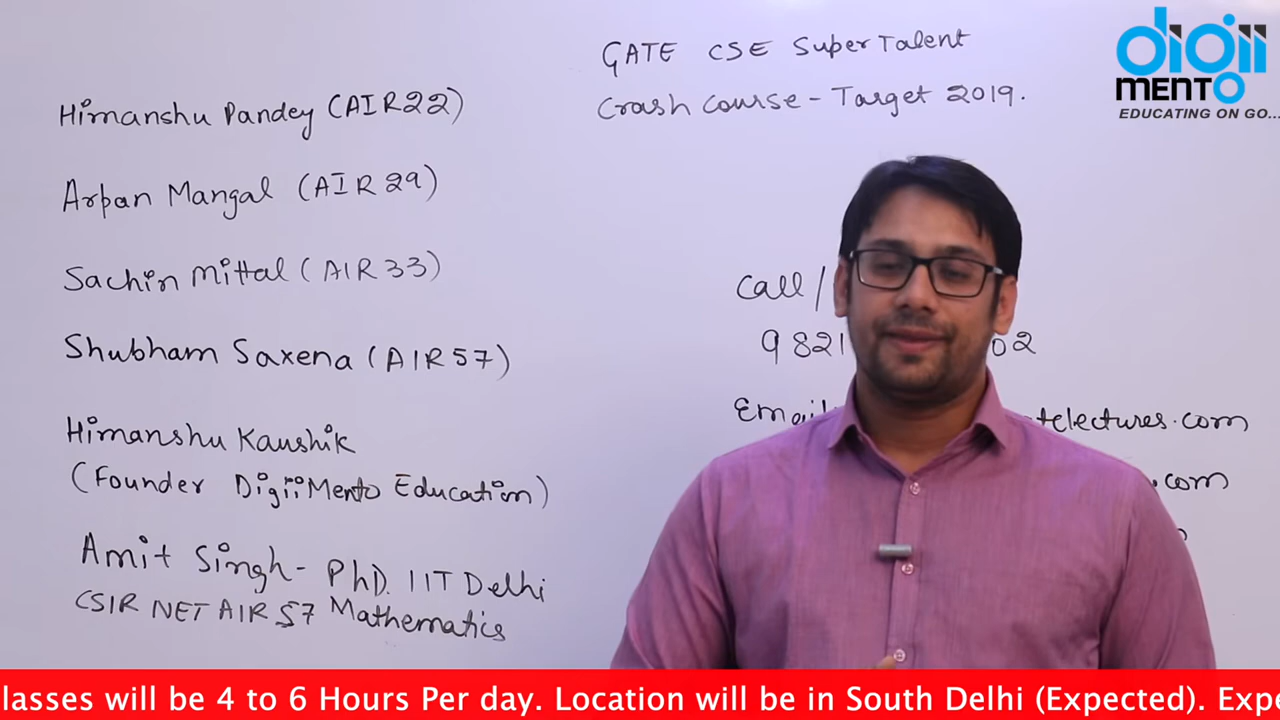 Himanshu Pandey (AIR22)
Arpan Mangal (AIR 29)
Sachin Mittal (AIR 33)
Shubham Saxena (AIR 57)
Himanshu Kaushik
(Founder DigiiMento Education)
Amit Singh - PhD. IIT Delhi
CSIR NET AIR 57 Mathematics
GATE CSE Super Talent
Crash Course - Target 2019.
Call /
9821 02
Email telectures.com
.com
digii
MENTO
EDUCATING ON GO...
lasses will be 4 to 6 Hours Per day. Location will be in South Delhi (Expected). Expe